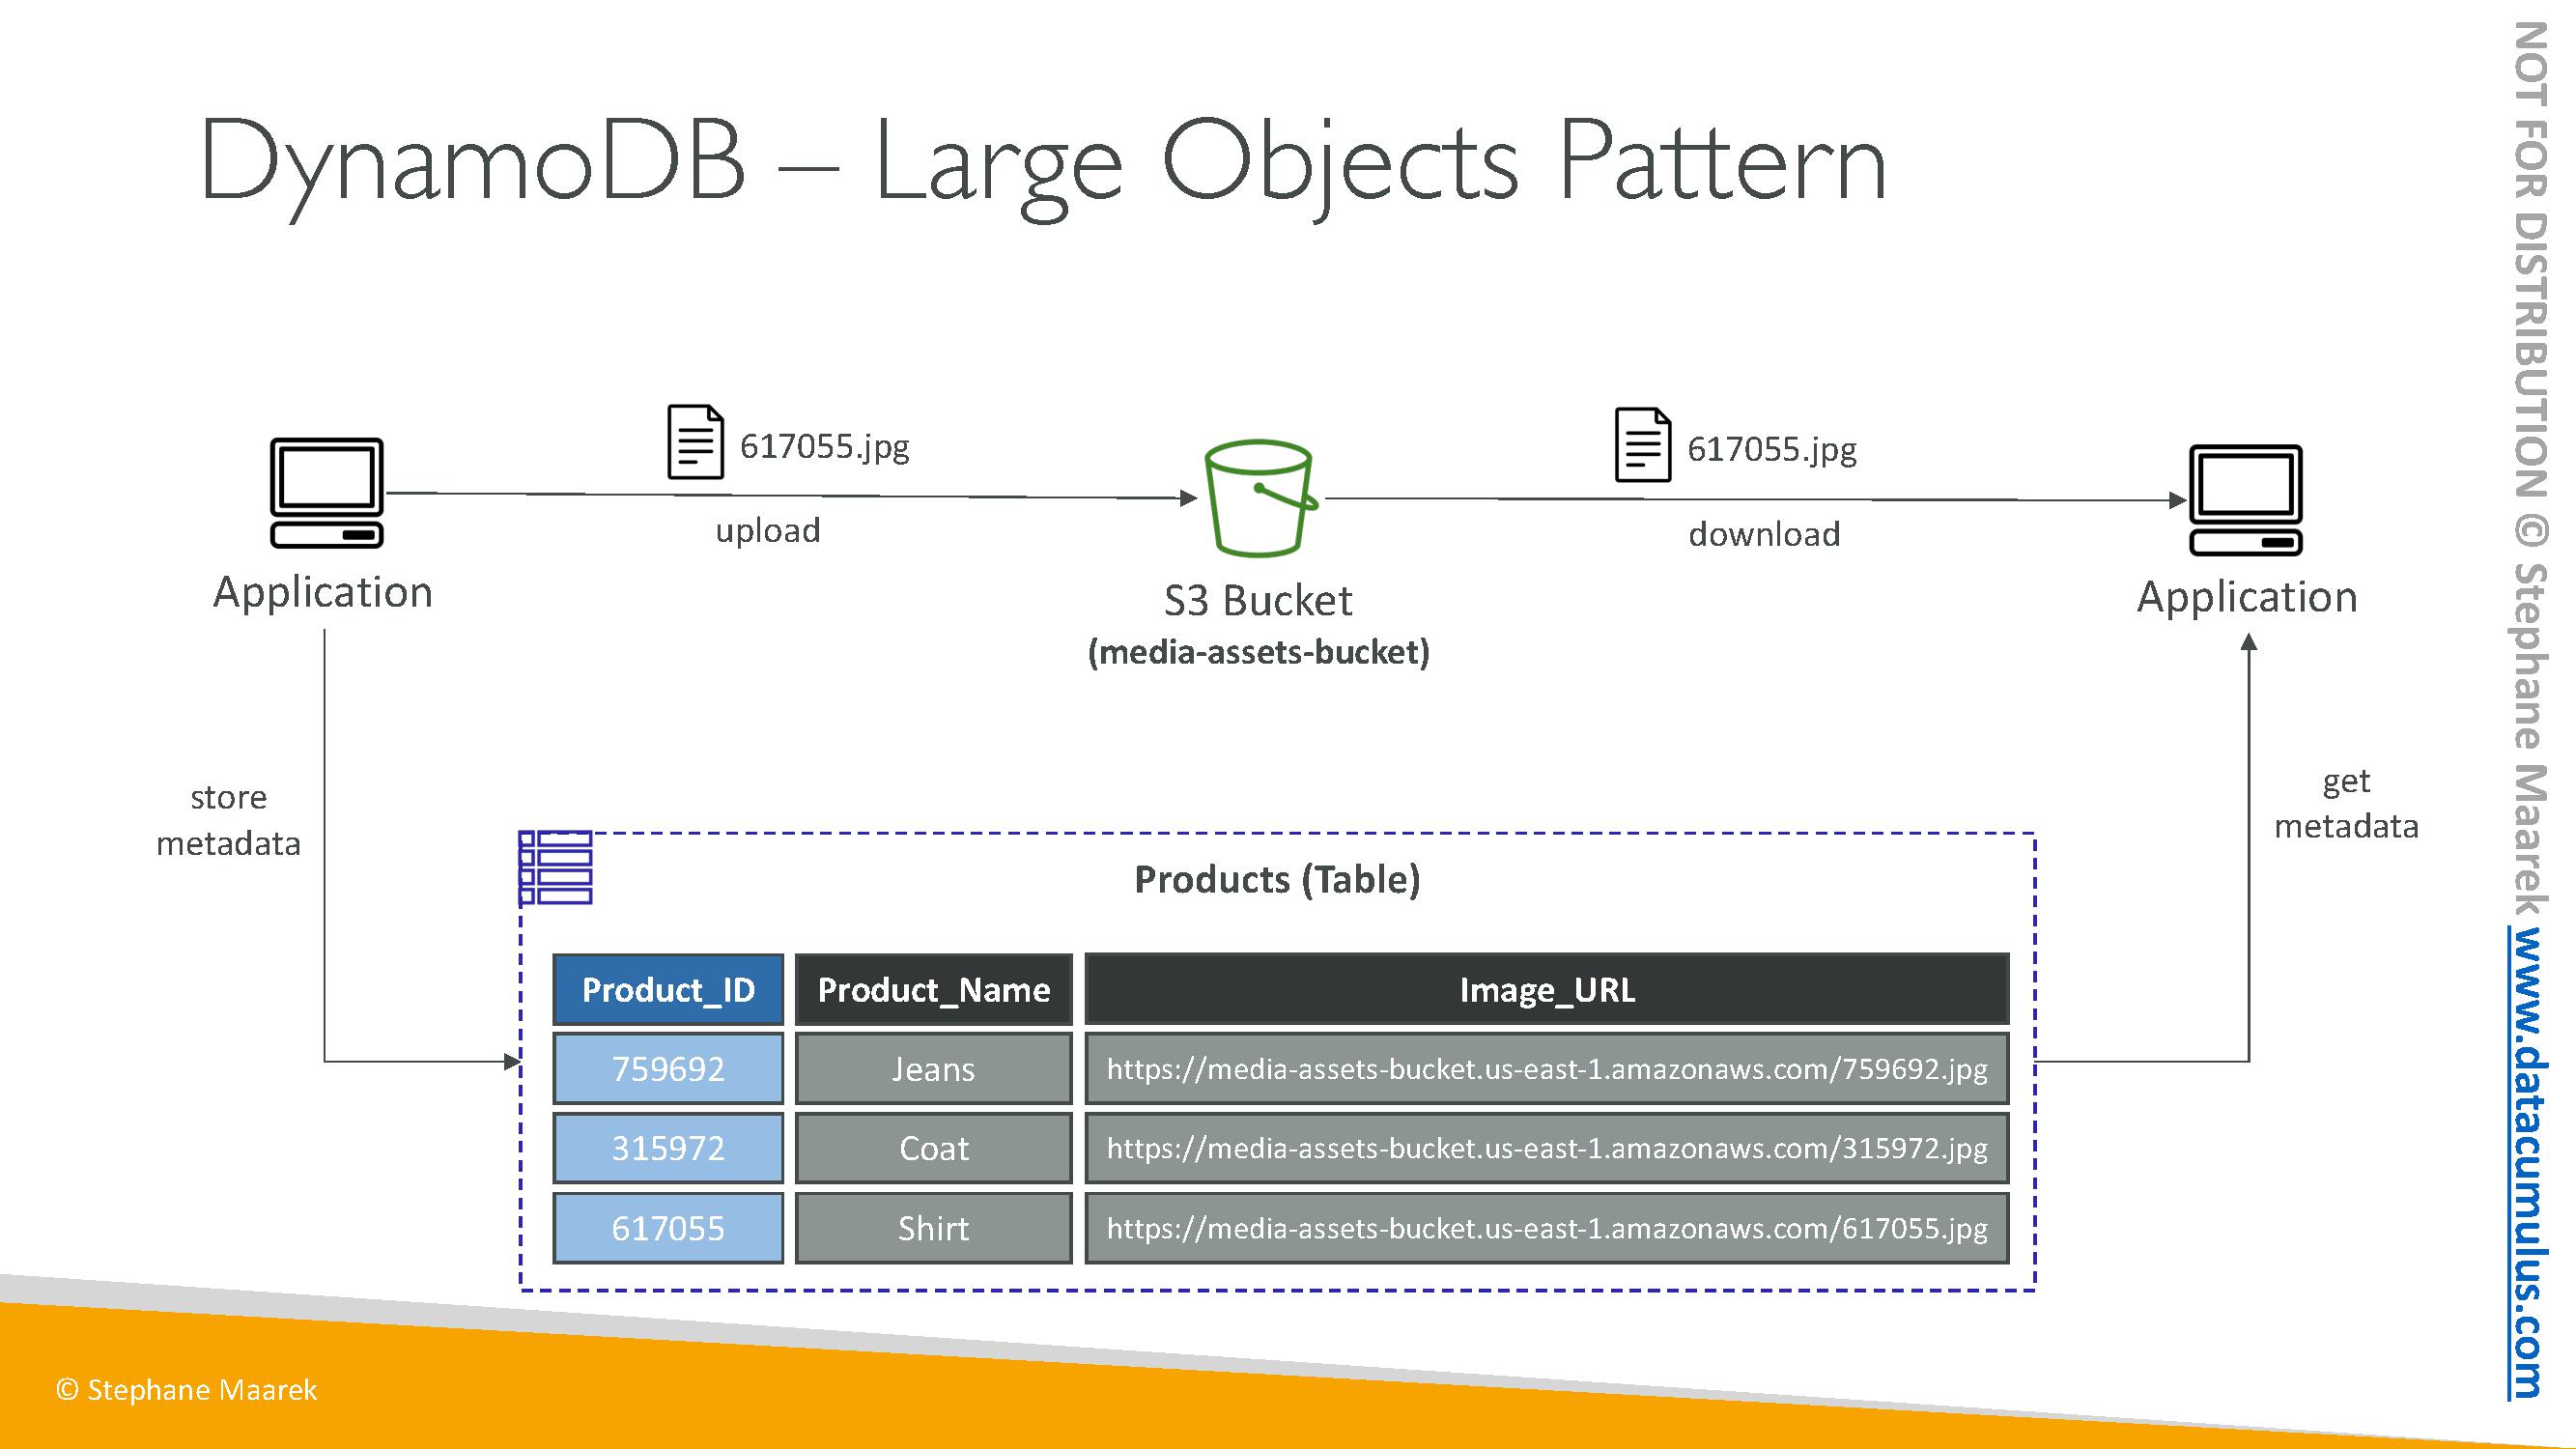 DynamoDB – Large Objects Pattern
617055.jpg
upload
617055.jpg
download
Application
S3 Bucket
(media-assets-bucket)
Application
store
metadata
get
metadata
Products (Table)
Product_ID Product_Name Image_URL
759692 Jeans https://media-assets-bucket.us-east-1.amazonaws.com/759692.jpg
315972 Coat https://media-assets-bucket.us-east-1.amazonaws.com/315972.jpg
617055 Shirt https://media-assets-bucket.us-east-1.amazonaws.com/617055.jpg
© Stephane Maarek
NOT FOR DISTRIBUTION © Stephane Maarek www.datacumulus.com